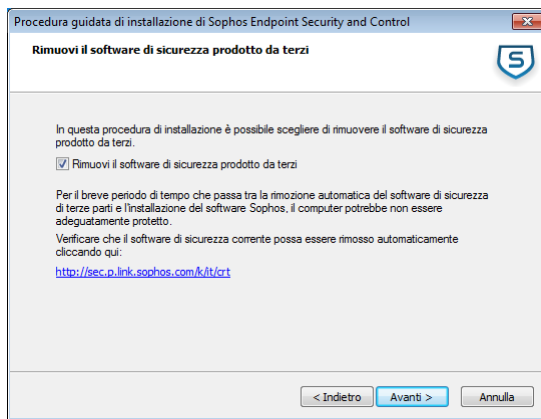 Procedura guidata di installazione di Sophos Endpoint Security and Control
Rimuovi il software di sicurezza prodotto da terzi
S
In questa procedura di installazione è possibile scegliere di rimuovere il software di sicurezza
prodotto da terzi.
Rimuovi il software di sicurezza prodotto da terzi
Per il breve periodo di tempo che passa tra la rimozione automatica del software di sicurezza
di terze parti e l'installazione del software Sophos, il computer potrebbe non essere
adeguatamente protetto.
Verificare che il software di sicurezza corrente possa essere rimosso automaticamente
cliccando qui:
http://sec.p.link.sophos.com/k/it/crt
< Indietro Avanti > Annulla